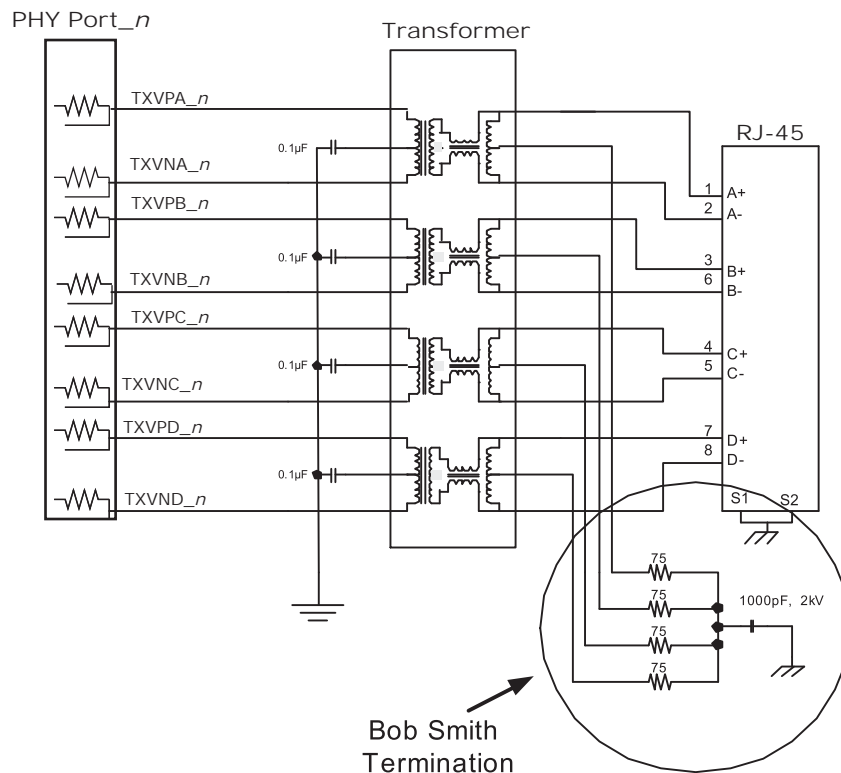 PHY Port_n
Transformer
TXVPA_n
0.1µF
TXVNA_n
TXVPB_n
0.1µF
TXVNB_n
TXVPC_n
0.1µF
TXVNC_n
TXVPD_n
0.1µF
TXVND_n
RJ-45
1 A+
2 A-
3 B+
6 B-
4 C+
5 C-
7 D+
8 D-
S1 S2
75
75
75
75
1000pF, 2kV
Bob Smith
Termination